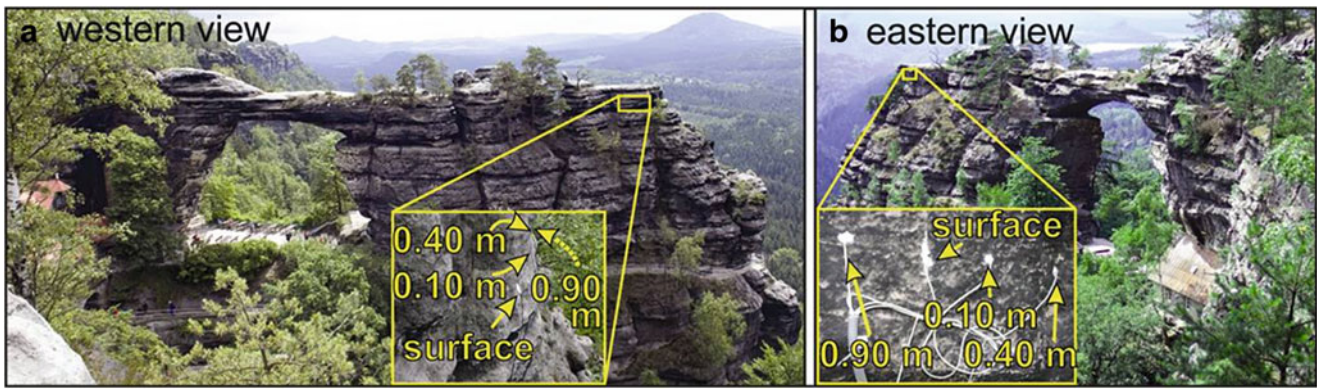 a western view
0.40 m
0.10 m
0.90
m
surface
b eastern view
surface
0.10 m
0.90 m
0.40 m